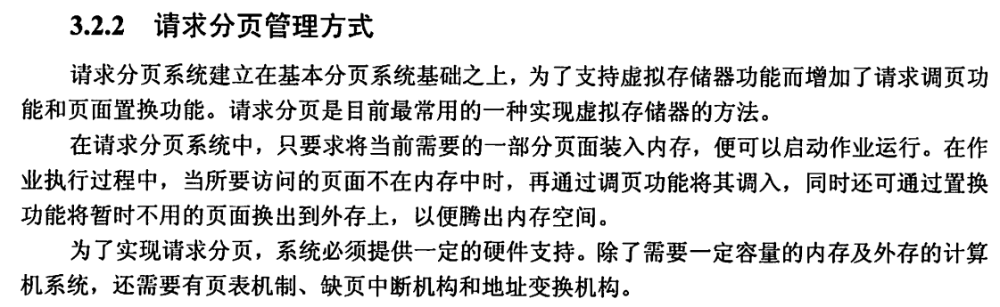 3.2.2 请求分页管理方式
请求分页系统建立在基本分页系统基础之上，为了支持虚拟存储器功能而增加了请求调页功
能和页面置换功能。请求分页是目前最常用的一种实现虚拟存储器的方法。
在请求分页系统中，只要求将当前需要的一部分页面装入内存，便可以启动作业运行。在作
业执行过程中，当所要访问的页面不在内存中时，再通过调页功能将其调入，同时还可通过置换
功能将暂时不用的页面换出到外存上，以便腾出内存空间。
为了实现请求分页，系统必须提供一定的硬件支持。除了需要一定容量的内存及外存的计算
机系统，还需要有页表机制、缺页中断机构和地址变换机构。